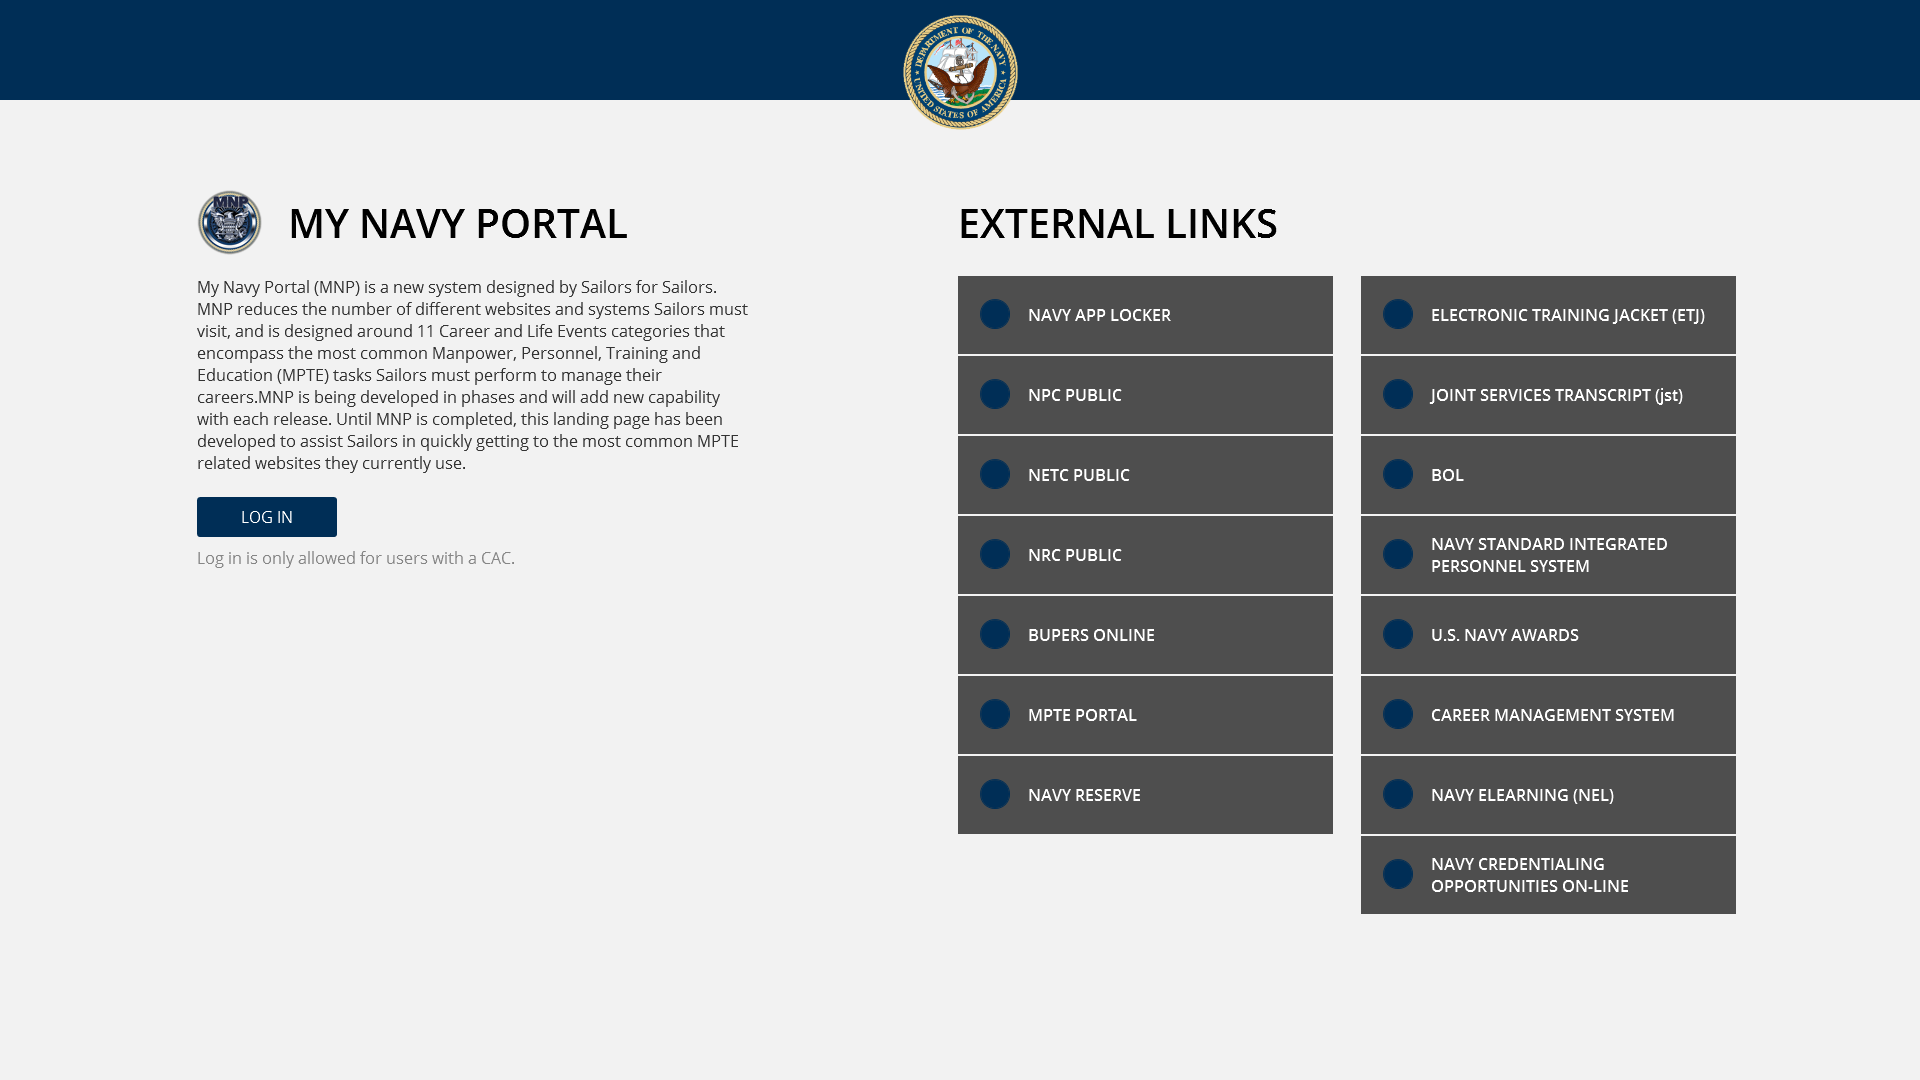 DEPARTMENT OF THE NAVY
UNITED STATES OF AMERICA
MNP
MY NAVY PORTAL
My Navy Portal (MNP) is a new system designed by Sailors for Sailors.
MNP reduces the number of different websites and systems Sailors must
visit, and is designed around 11 Career and Life Events categories that
encompass the most common Manpower, Personnel, Training and
Education (MPTE) tasks Sailors must perform to manage their
careers.MNP is being developed in phases and will add new capability
with each release. Until MNP is completed, this landing page has been
developed to assist Sailors in quickly getting to the most common MPTE
related websites they currently use.
LOG IN
Log in is only allowed for users with a CAC.
EXTERNAL LINKS
NAVY APP LOCKER
NPC PUBLIC
NETC PUBLIC
NRC PUBLIC
BUPERS ONLINE
MPTE PORTAL
NAVY RESERVE
ELECTRONIC TRAINING JACKET (ETJ)
JOINT SERVICES TRANSCRIPT (jst)
BOL
NAVY STANDARD INTEGRATED
PERSONNEL SYSTEM
U.S. NAVY AWARDS
CAREER MANAGEMENT SYSTEM
NAVY ELEARNING (NEL)
NAVY CREDENTIALING
OPPORTUNITIES ON-LINE